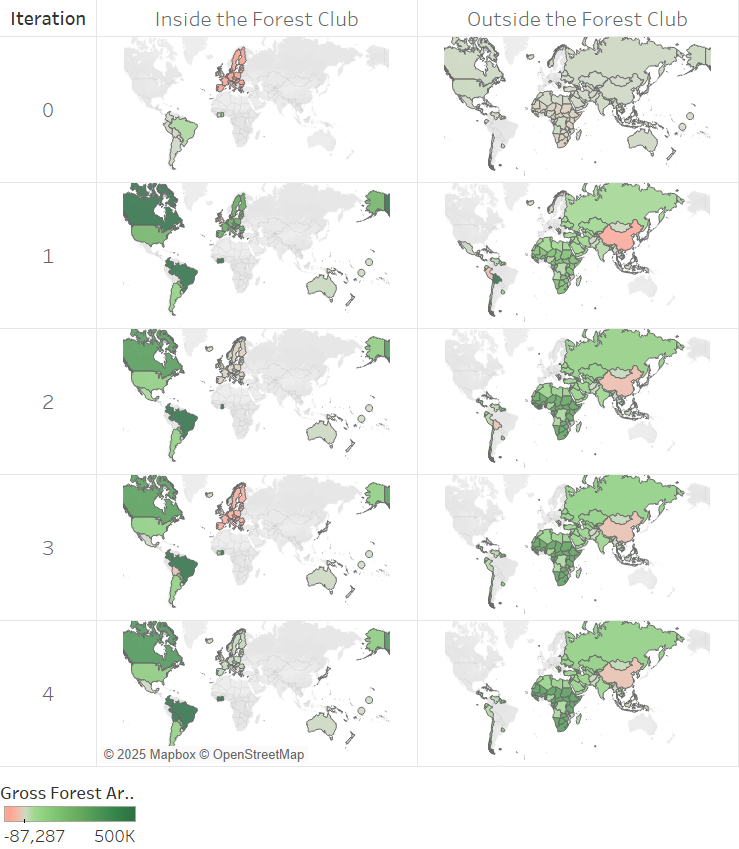 Iteration Inside the Forest Club Outside the Forest Club
0
1
2
3
4
© 2025 Mapbox © OpenStreetMap
Gross Forest Ar..
-87,287 500K